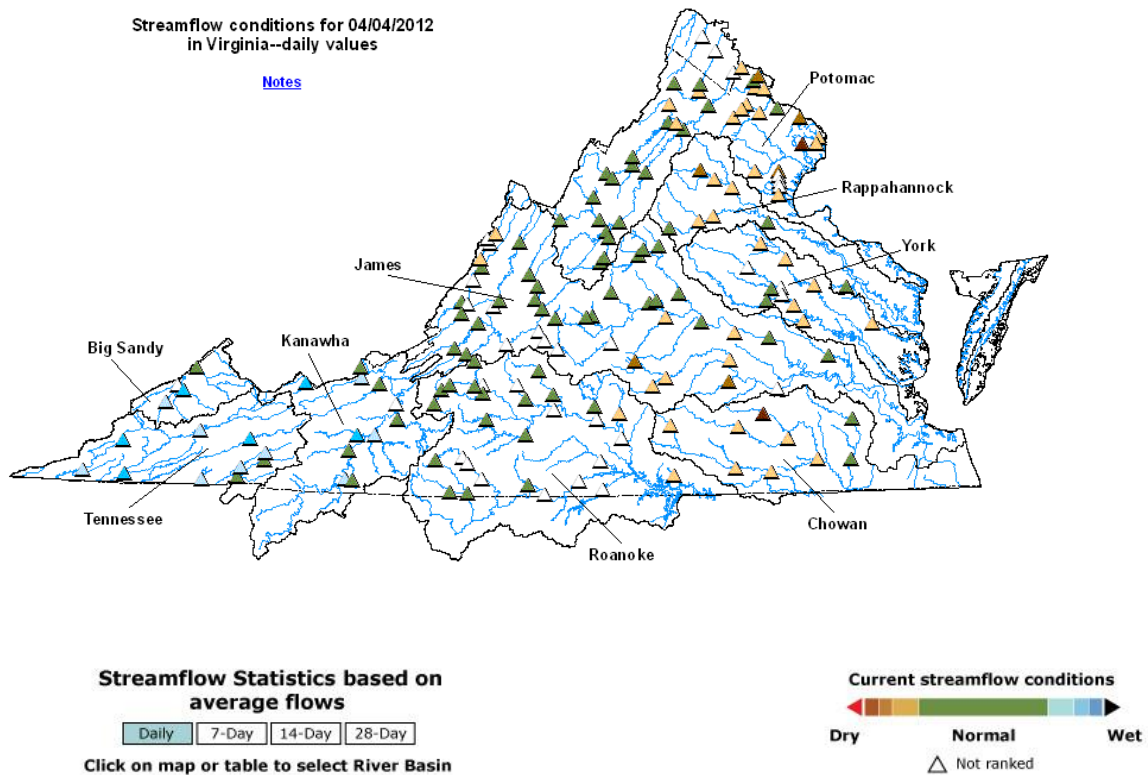 Streamflow conditions for 04/04/2012
in Virginia--daily values
Notes
Potomac
Rappahannock
York
James
Kanawha
Big Sandy
Tennessee
Roanoke
Chowan
Streamflow Statistics based on
average flows
Daily
7-Day
14-Day
28-Day
Click on map or table to select River Basin
Current streamflow conditions
Dry
Normal
Wet
Not ranked